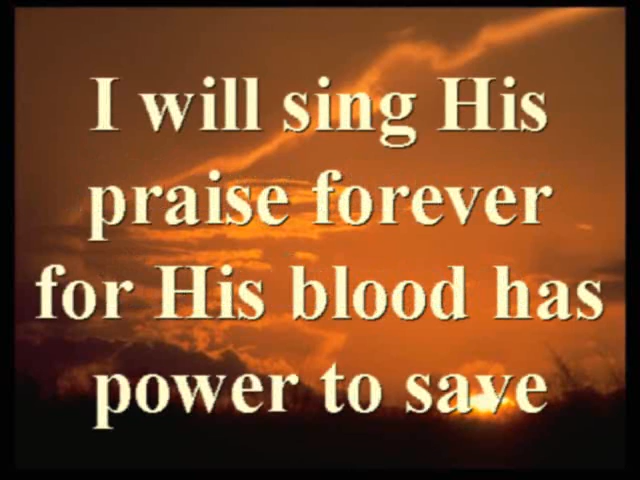 I will sing His
praise forever
for His blood has
power to save